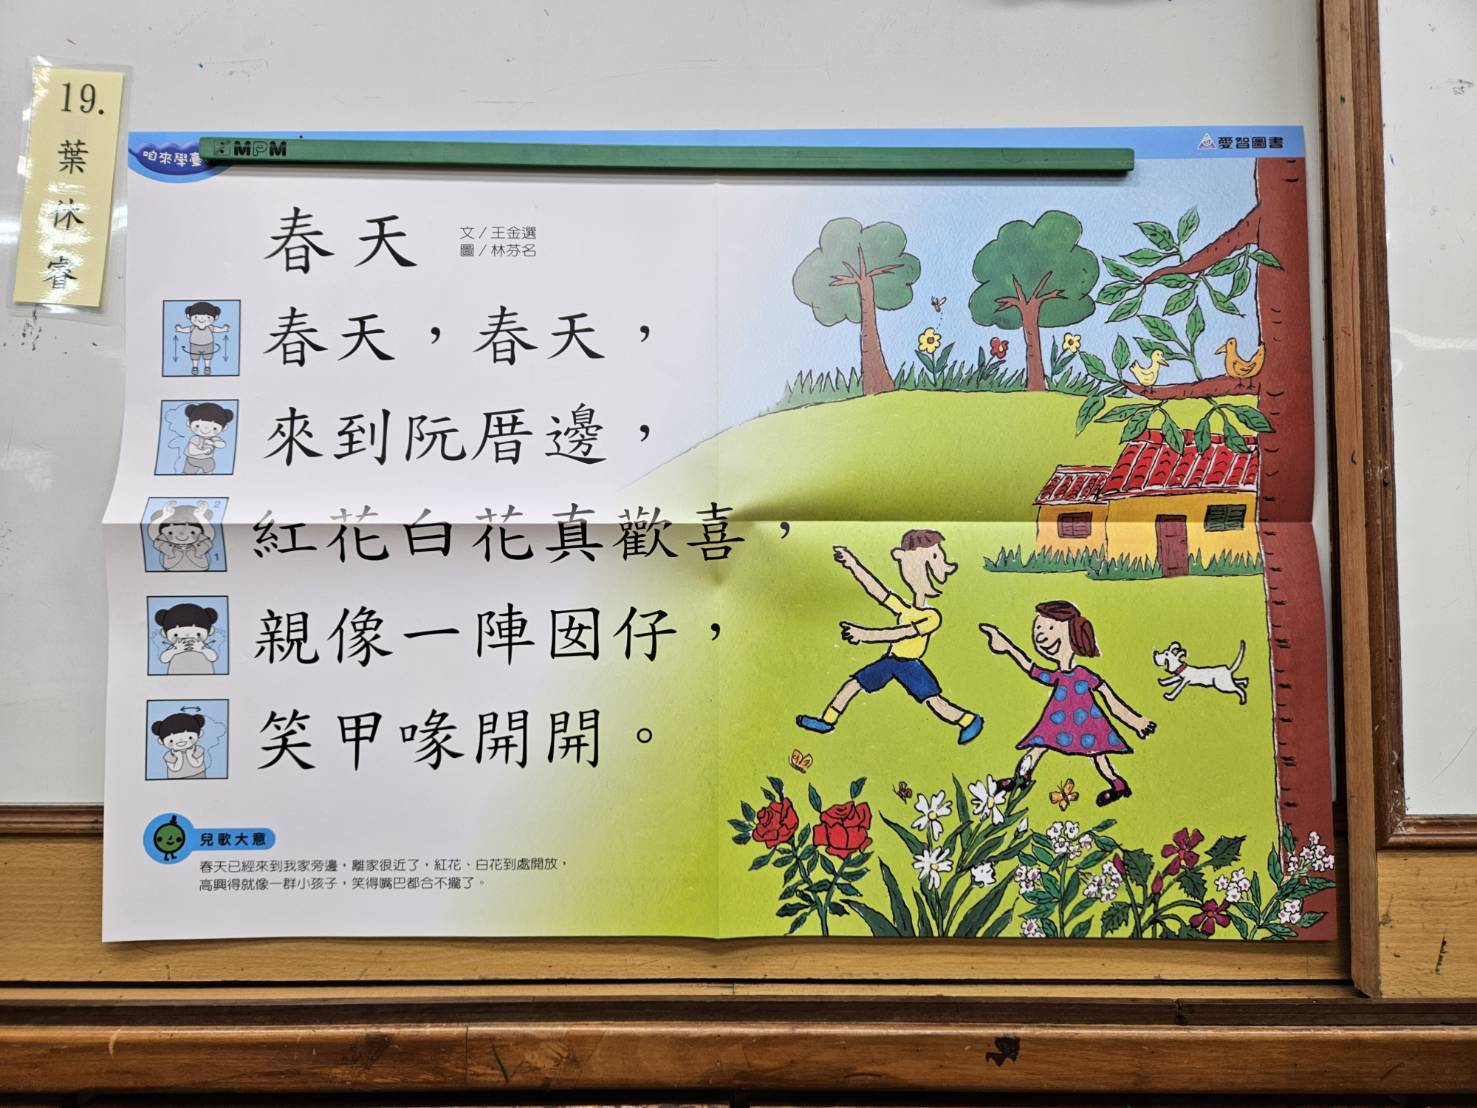 19.
葉
休
睿
咱來學臺
MPM
愛智圖書
春天
文/王金選
圖/林芬名
春天,春天,
來到阮厝邊,
紅花白花真歡喜,
親像一陣囡仔,
笑甲喙開開。
2
1
兒歌大意
春天已經來到我家旁邊,離家很近了,紅花、白花到處開放,
高興得就像一群小孩子,笑得嘴巴都合不攏了。